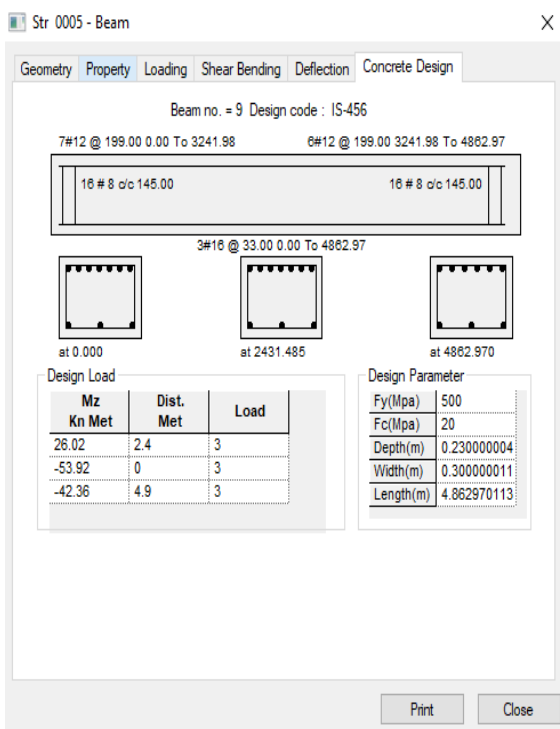 Str 0005 - Beam X
Geometry Property Loading Shear Bending Deflection Concrete Design
Beam no. = 9 Design code : IS-456
7#12 @ 199.00 0.00 To 3241.98 6#12 @ 199.00 3241.98 To 4862.97
16 # 8 c/c 145.00 16 # 8 c/c 145.00
3#16 @ 33.00 0.00 To 4862.97
at 0.000 at 2431.485 at 4862.970
Design Load Design Parameter
Mz Kn Met Dist. Met Load
26.02 2.4 3
-53.92 0 3
-42.36 4.9 3
Fy(Mpa) 500
Fc(Mpa) 20
Depth(m) 0.230000004
Width(m) 0.300000011
Length(m) 4.862970113
Print Close